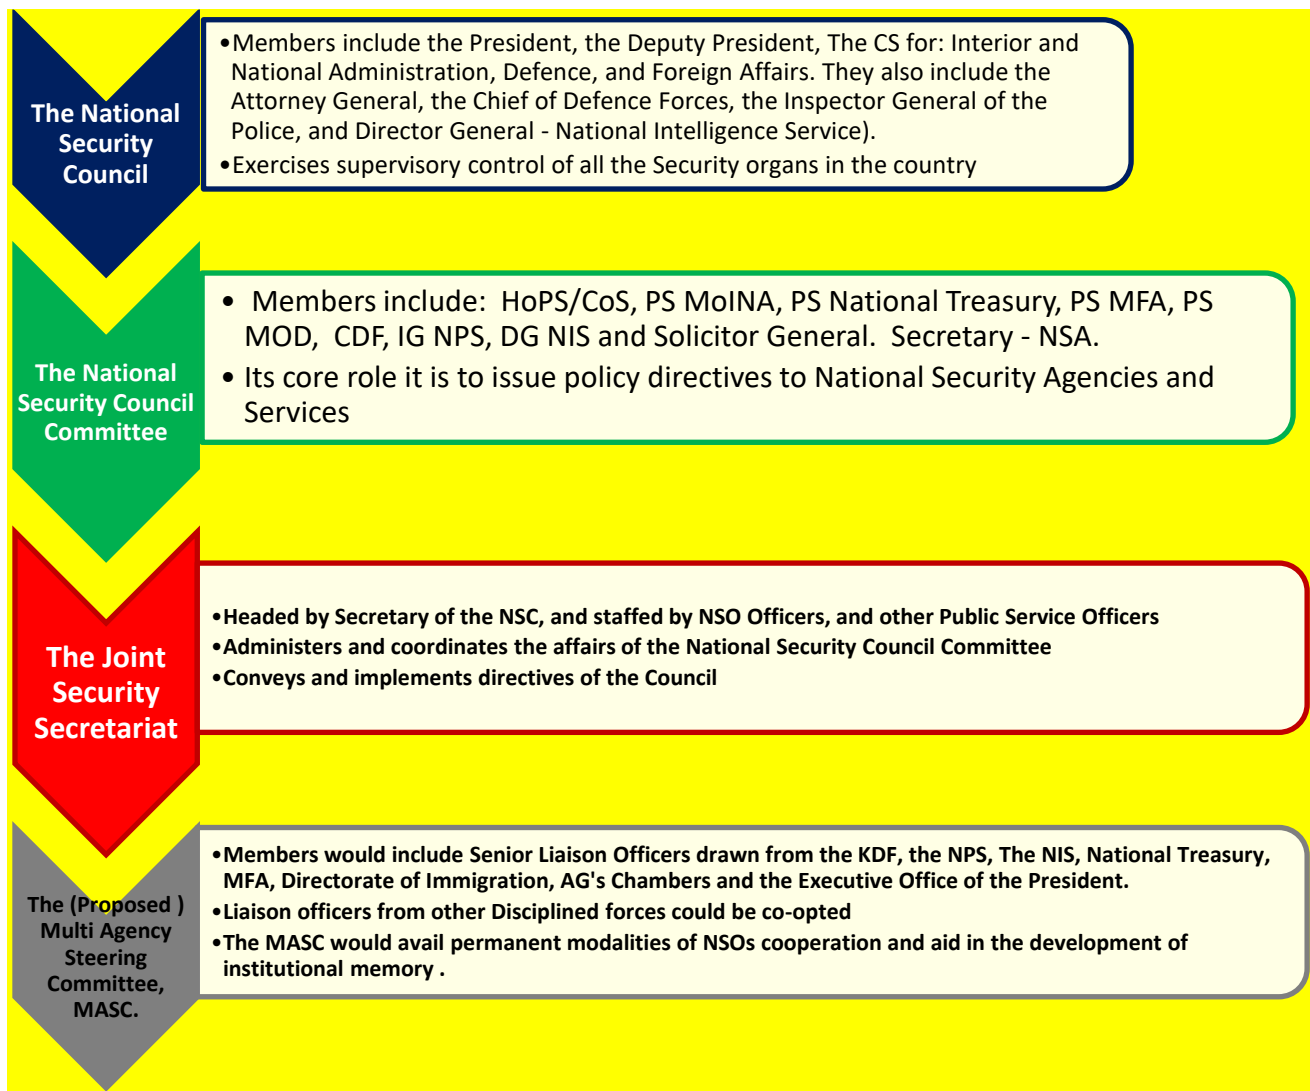 The National
Security
Council
•Members include the President, the Deputy President, The CS for: Interior and
National Administration, Defence, and Foreign Affairs. They also include the
Attorney General, the Chief of Defence Forces, the Inspector General of the
Police, and Director General - National Intelligence Service).
•Exercises supervisory control of all the Security organs in the country
The National
Security Council
Committee
• Members include: HoPS/CoS, PS MoINA, PS National Treasury, PS MFA, PS
MOD, CDF, IG NPS, DG NIS and Solicitor General. Secretary - NSA.
• Its core role it is to issue policy directives to National Security Agencies and
Services
The Joint
Security
Secretariat
•Headed by Secretary of the NSC, and staffed by NSO Officers, and other Public Service Officers
•Administers and coordinates the affairs of the National Security Council Committee
•Conveys and implements directives of the Council
The (Proposed )
Multi Agency
Steering
Committee,
MASC.
•Members would include Senior Liaison Officers drawn from the KDF, the NPS, The NIS, National Treasury,
MFA, Directorate of Immigration, AG's Chambers and the Executive Office of the President.
•Liaison officers from other Disciplined forces could be co-opted
•The MASC would avail permanent modalities of NSOs cooperation and aid in the development of
institutional memory .